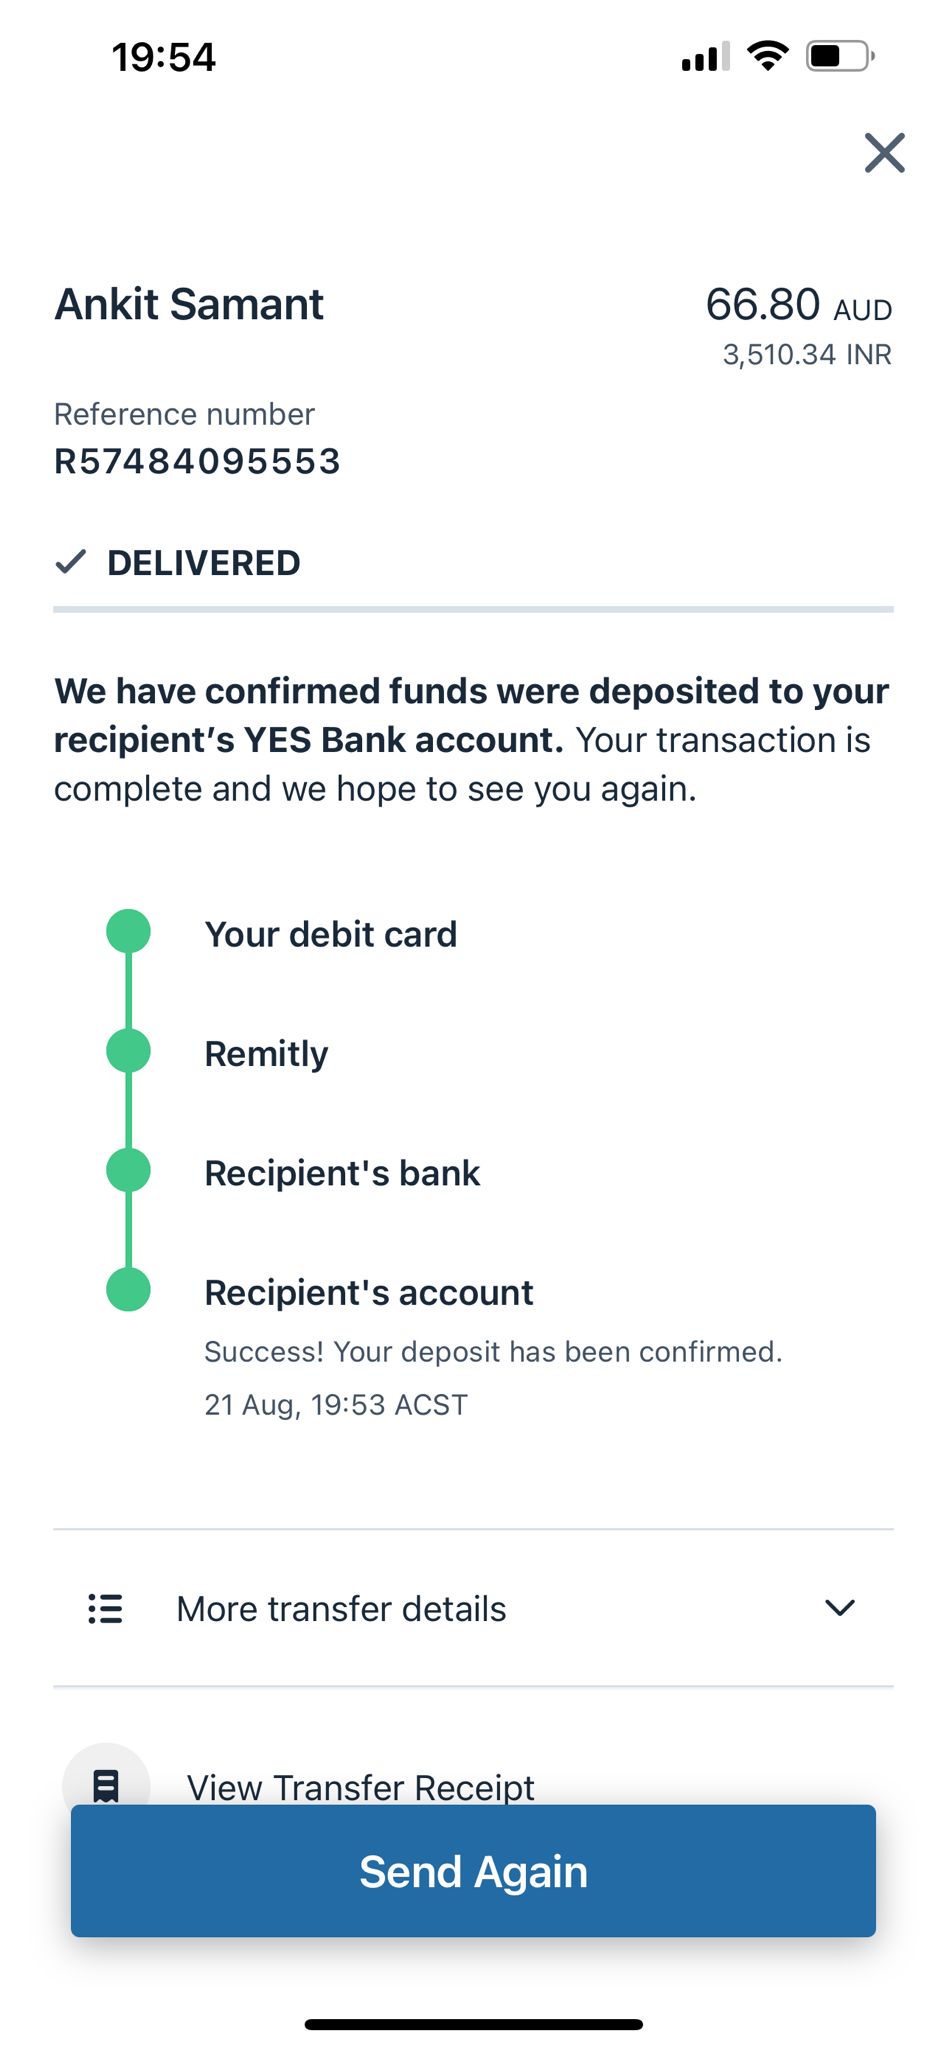 19:54
Ankit Samant
66.80 AUD
3,510.34 INR
Reference number
R57484095553
DELIVERED
We have confirmed funds were deposited to your
recipient’s YES Bank account. Your transaction is
complete and we hope to see you again.
Your debit card
Remitly
Recipient's bank
Recipient's account
Success! Your deposit has been confirmed.
21 Aug, 19:53 ACST
More transfer details
View Transfer Receipt
Send Again